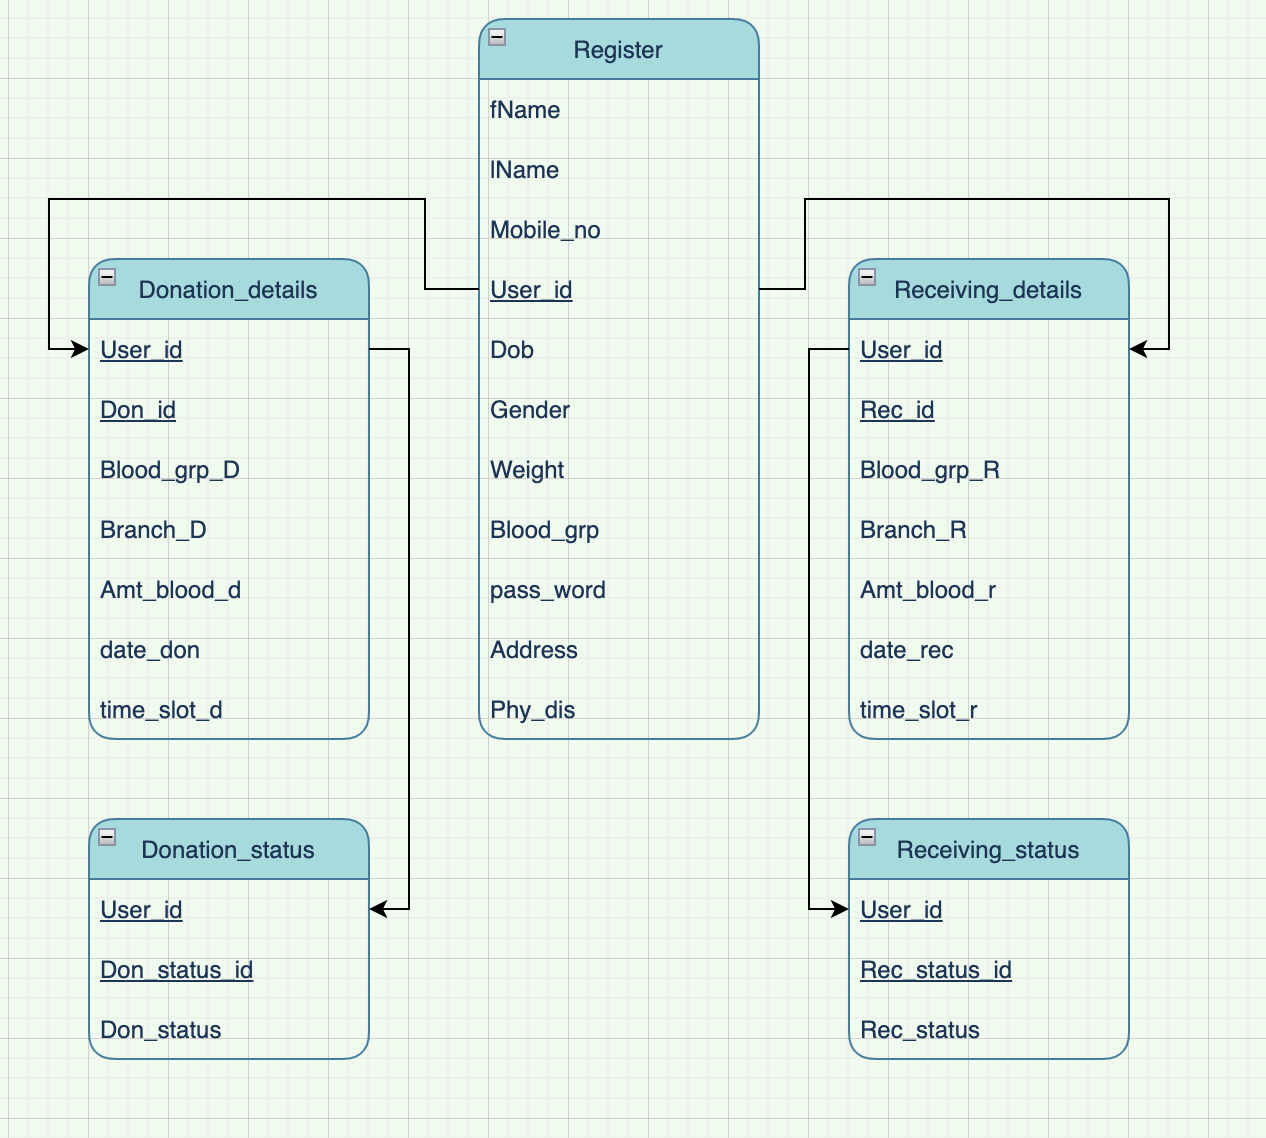 Register
fName
lName
Mobile_no
User_id
Dob
Gender
Weight
Blood_grp
pass_word
Address
Phy_dis
Donation_details
User_id
Don_id
Blood_grp_D
Branch_D
Amt_blood_d
date_don
time_slot_d
Receiving_details
User_id
Rec_id
Blood_grp_R
Branch_R
Amt_blood_r
date_rec
time_slot_r
Donation_status
User_id
Don_status_id
Don_status
Receiving_status
User_id
Rec_status_id
Rec_status